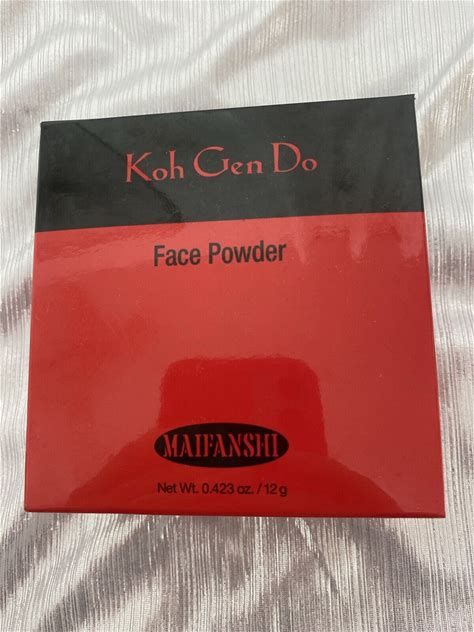 Koh Gen Do
Face Powder
MAIFANSHI
Net Wt. 0.423 oz. / 12 g